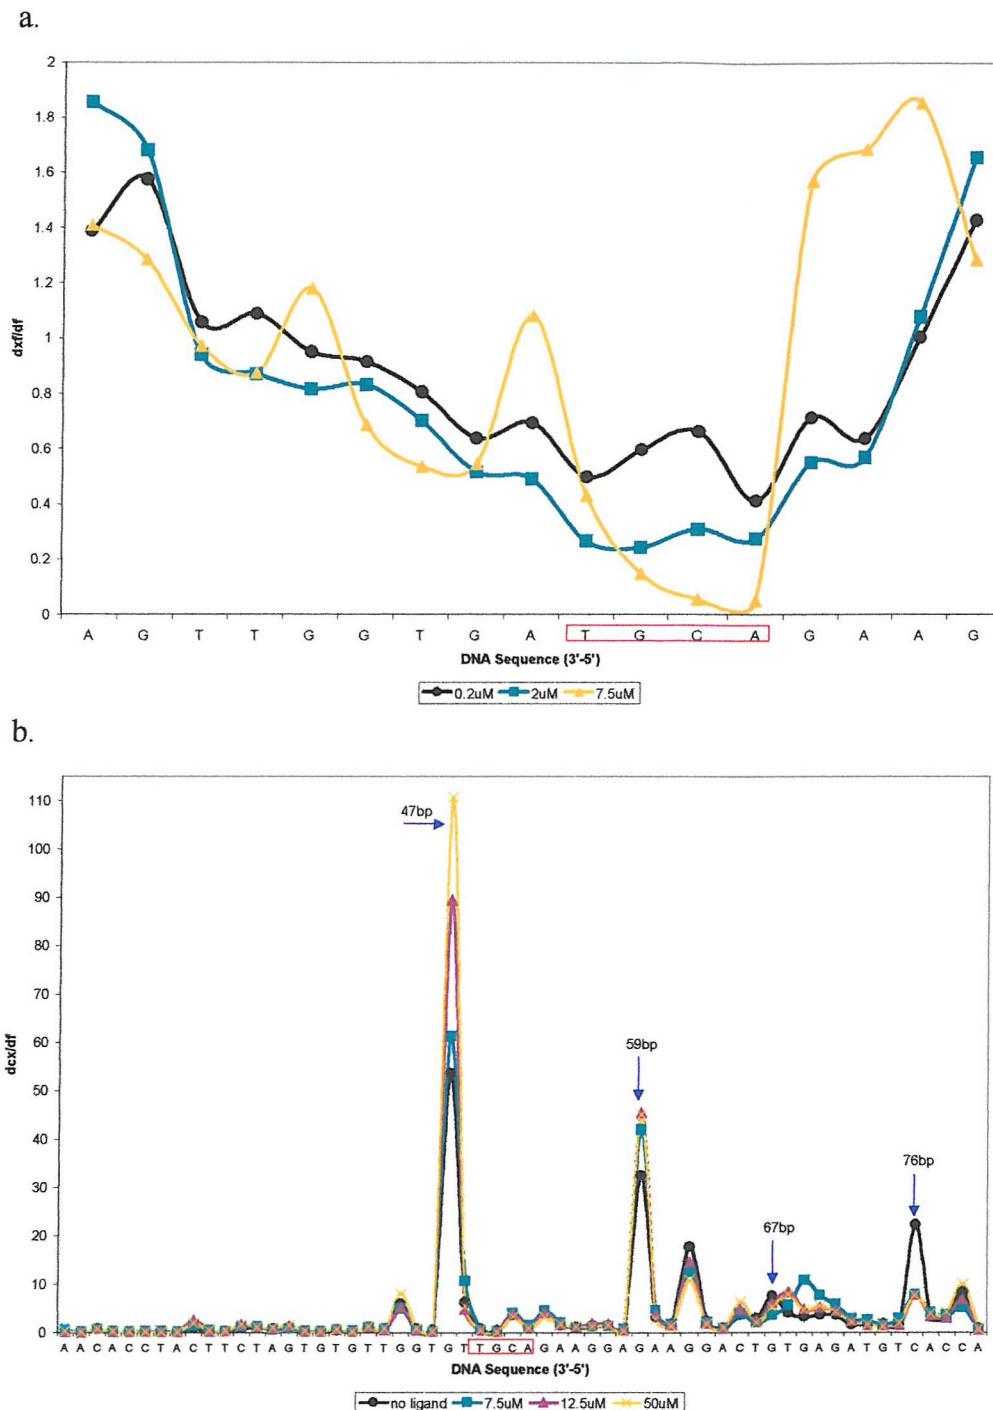 a.
2
1.8
1.6
1.4
1.2
1
0.8
0.6
0.4
0.2
0
dxf/df
A G T T G G T G A T G C A G A A G
DNA Sequence (3'-5')
0.2uM 2uM 7.5uM
b.
110
100
90
80
70
60
50
40
30
20
10
0
dcx/df
47bp
59bp
67bp
76bp
A A C A C C T A C T T C T A G T G T G T T G G T G T T G C A G A A G G A G A A G G A C T G T G A G A T G T C A C C A
DNA Sequence (3'-5')
no ligand 7.5uM 12.5uM 50uM